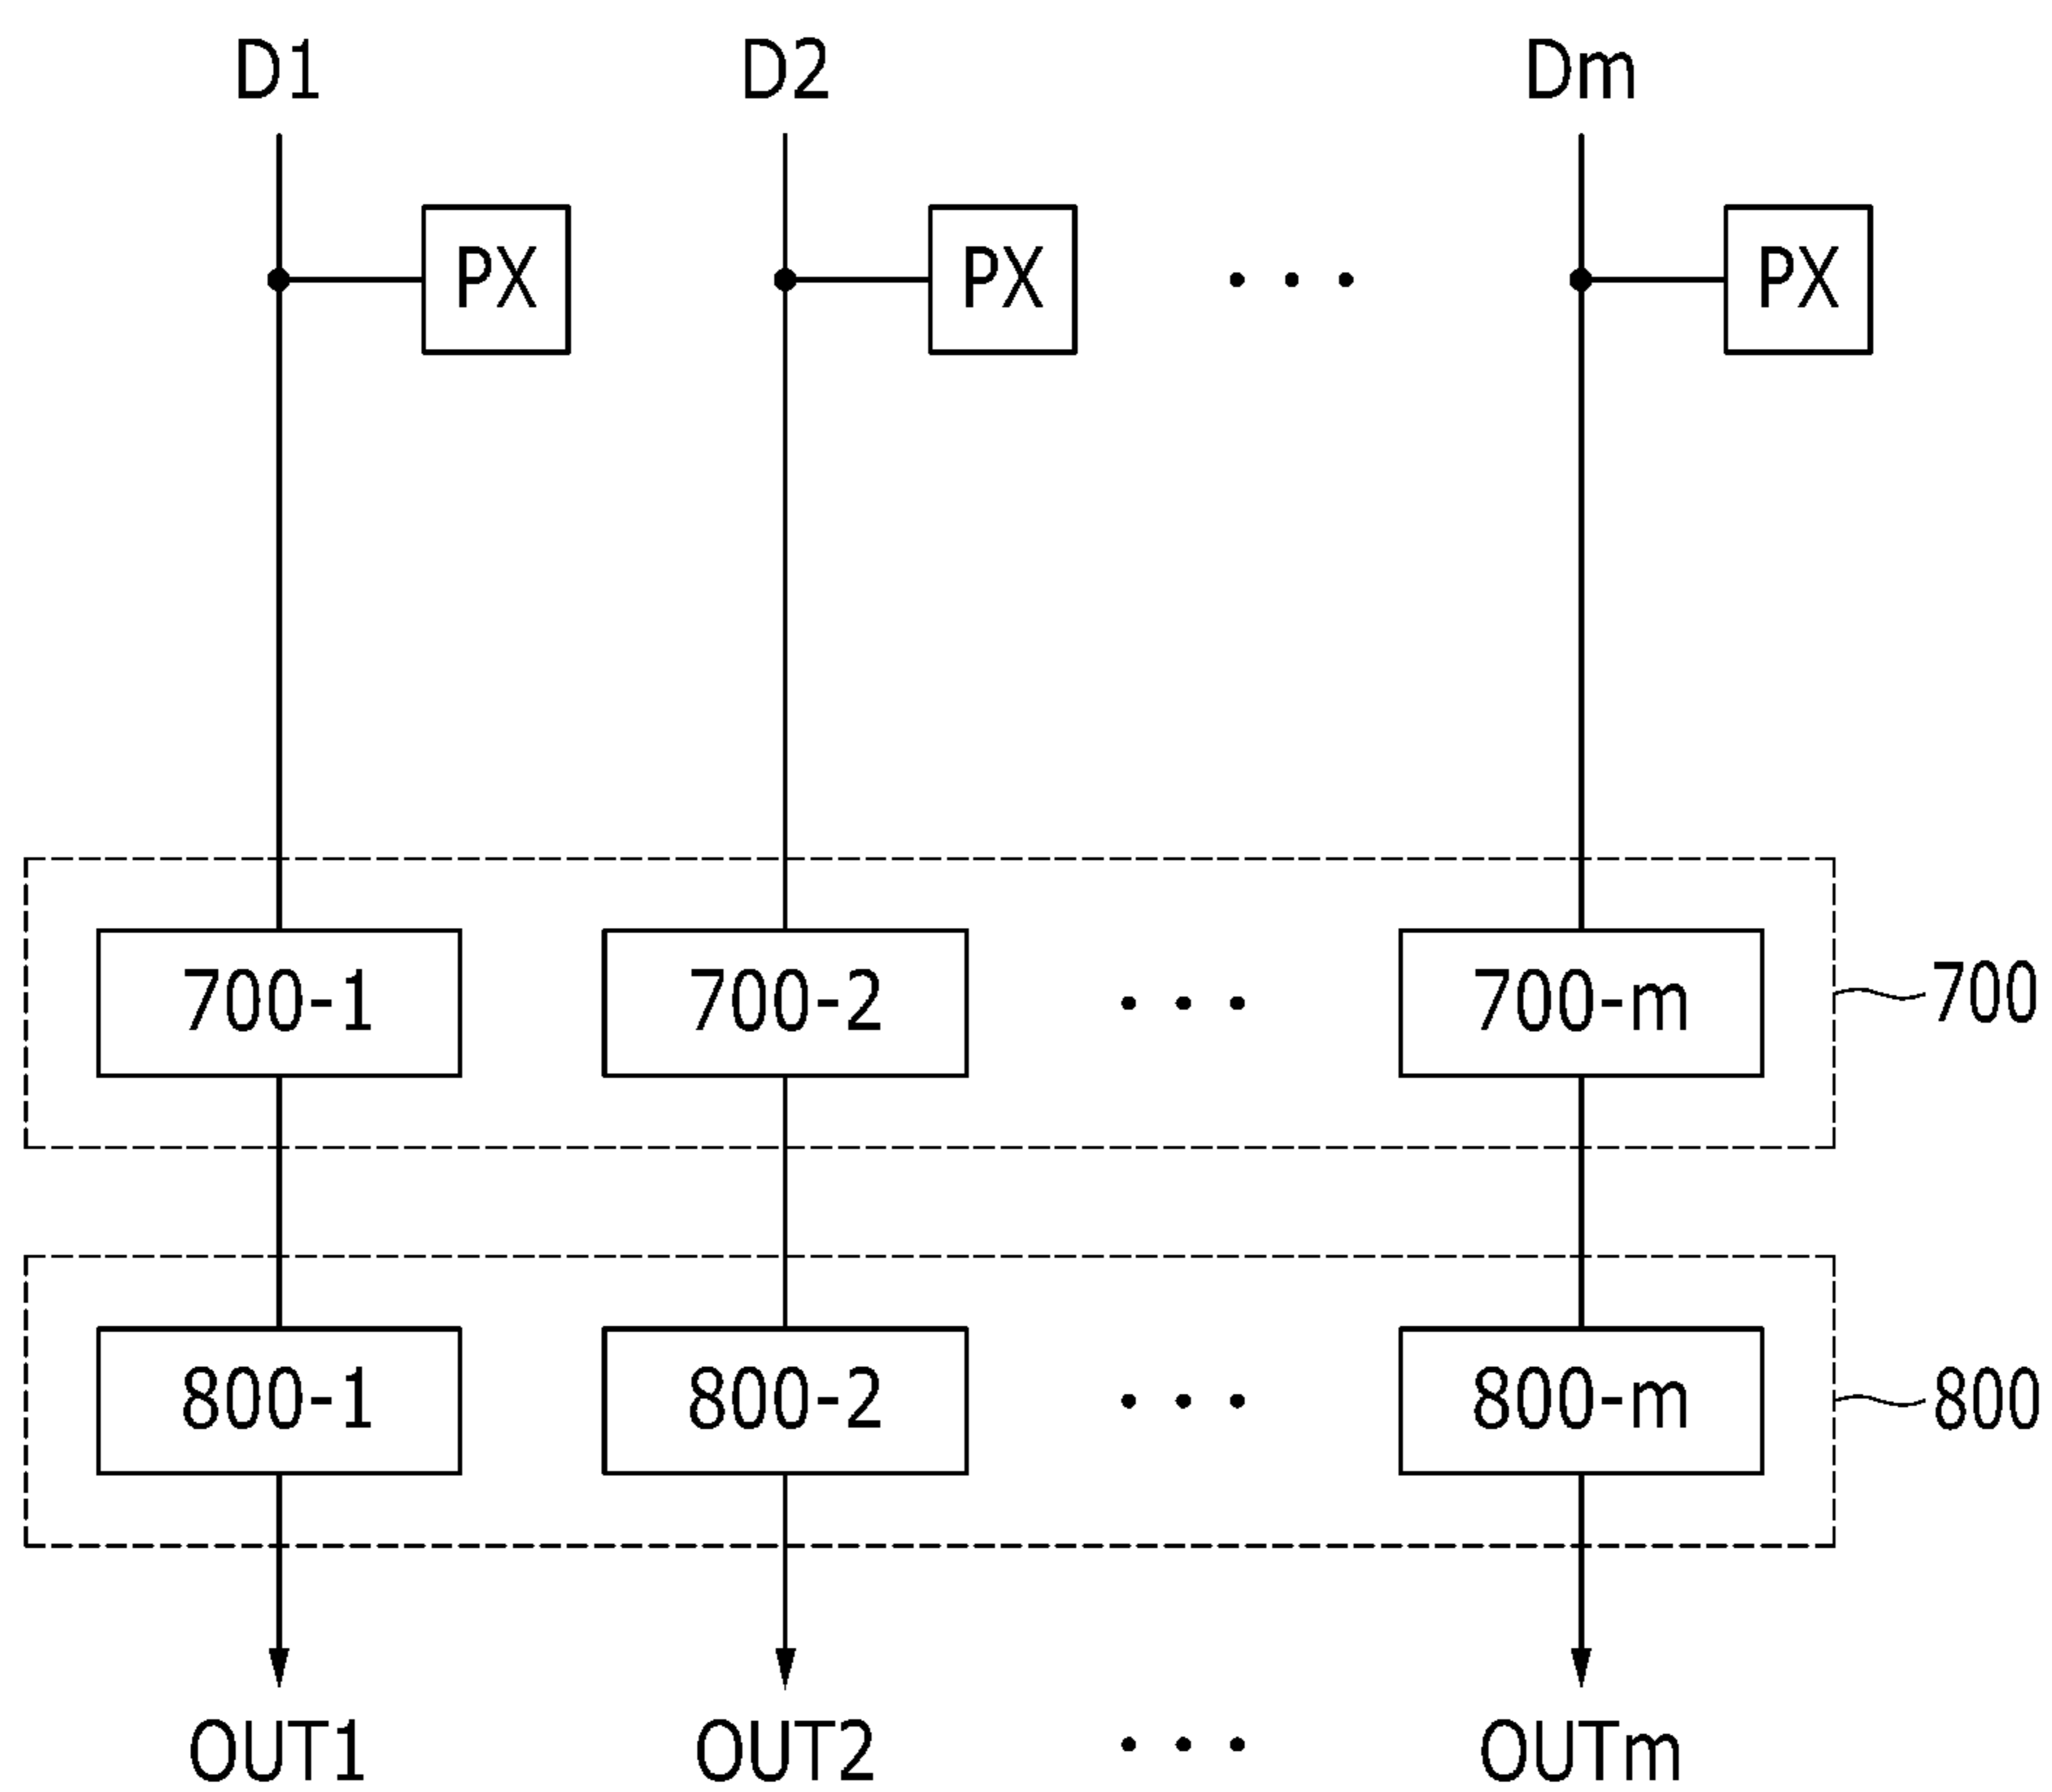 D1 D2 Dm
PX PX ... PX
700-1 700-2 ... 700-m 700
800-1 800-2 ... 800-m 800
OUT1 OUT2 ... OUTm